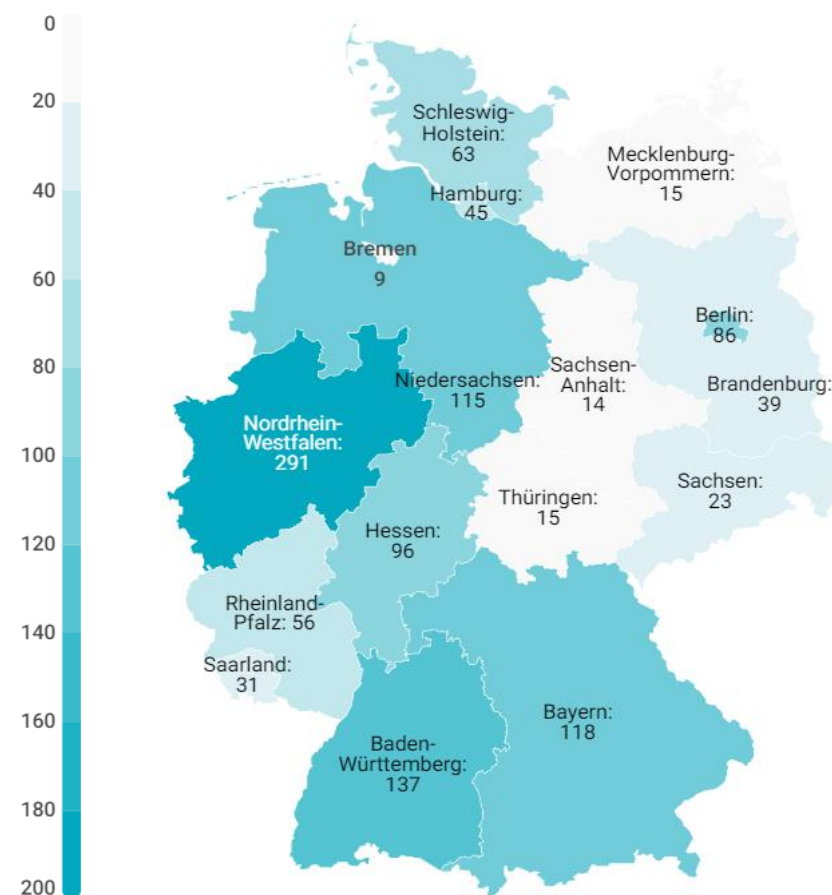 0
20
40
60
80
100
120
140
160
180
200
Schleswig-
Holstein:
63
Mecklenburg-
Vorpommern:
15
Hamburg:
45
Bremen
9
Berlin:
86
Niedersachsen:
115
Sachsen-
Anhalt:
14
Brandenburg:
39
Nordrhein-
Westfalen:
291
Sachsen:
23
Thüringen:
15
Hessen:
96
Rheinland-
Pfalz: 56
Saarland:
31
Bayern:
118
Baden-
Württemberg:
137